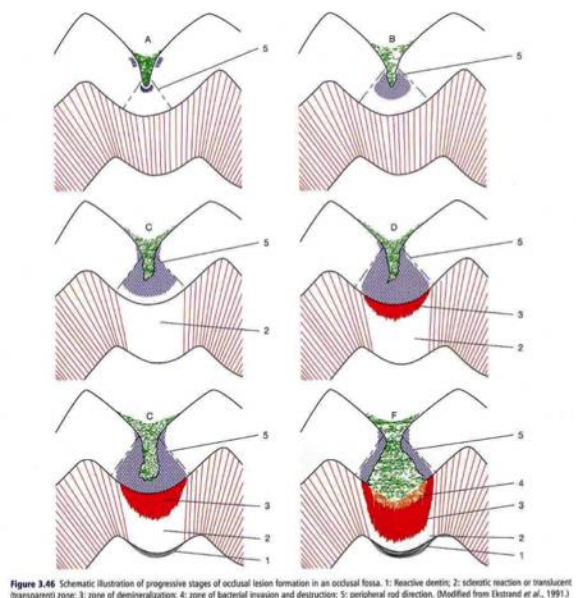 A
5
B
5
C
5
2
D
5
3
2
C
5
3
2
1
F
5
4
3
2
1
Figure 3.46 Schematic illustration of progressive stages of occlusal lesion formation in an occlusal fossa. 1: Reactive dentin; 2: sclerotic reaction or translucent
(transparent) zone; 3: zone of demineralization; 4: zone of bacterial invasion and destruction; 5: peripheral rod direction. (Modified from Ekstrand et al., 1991.)